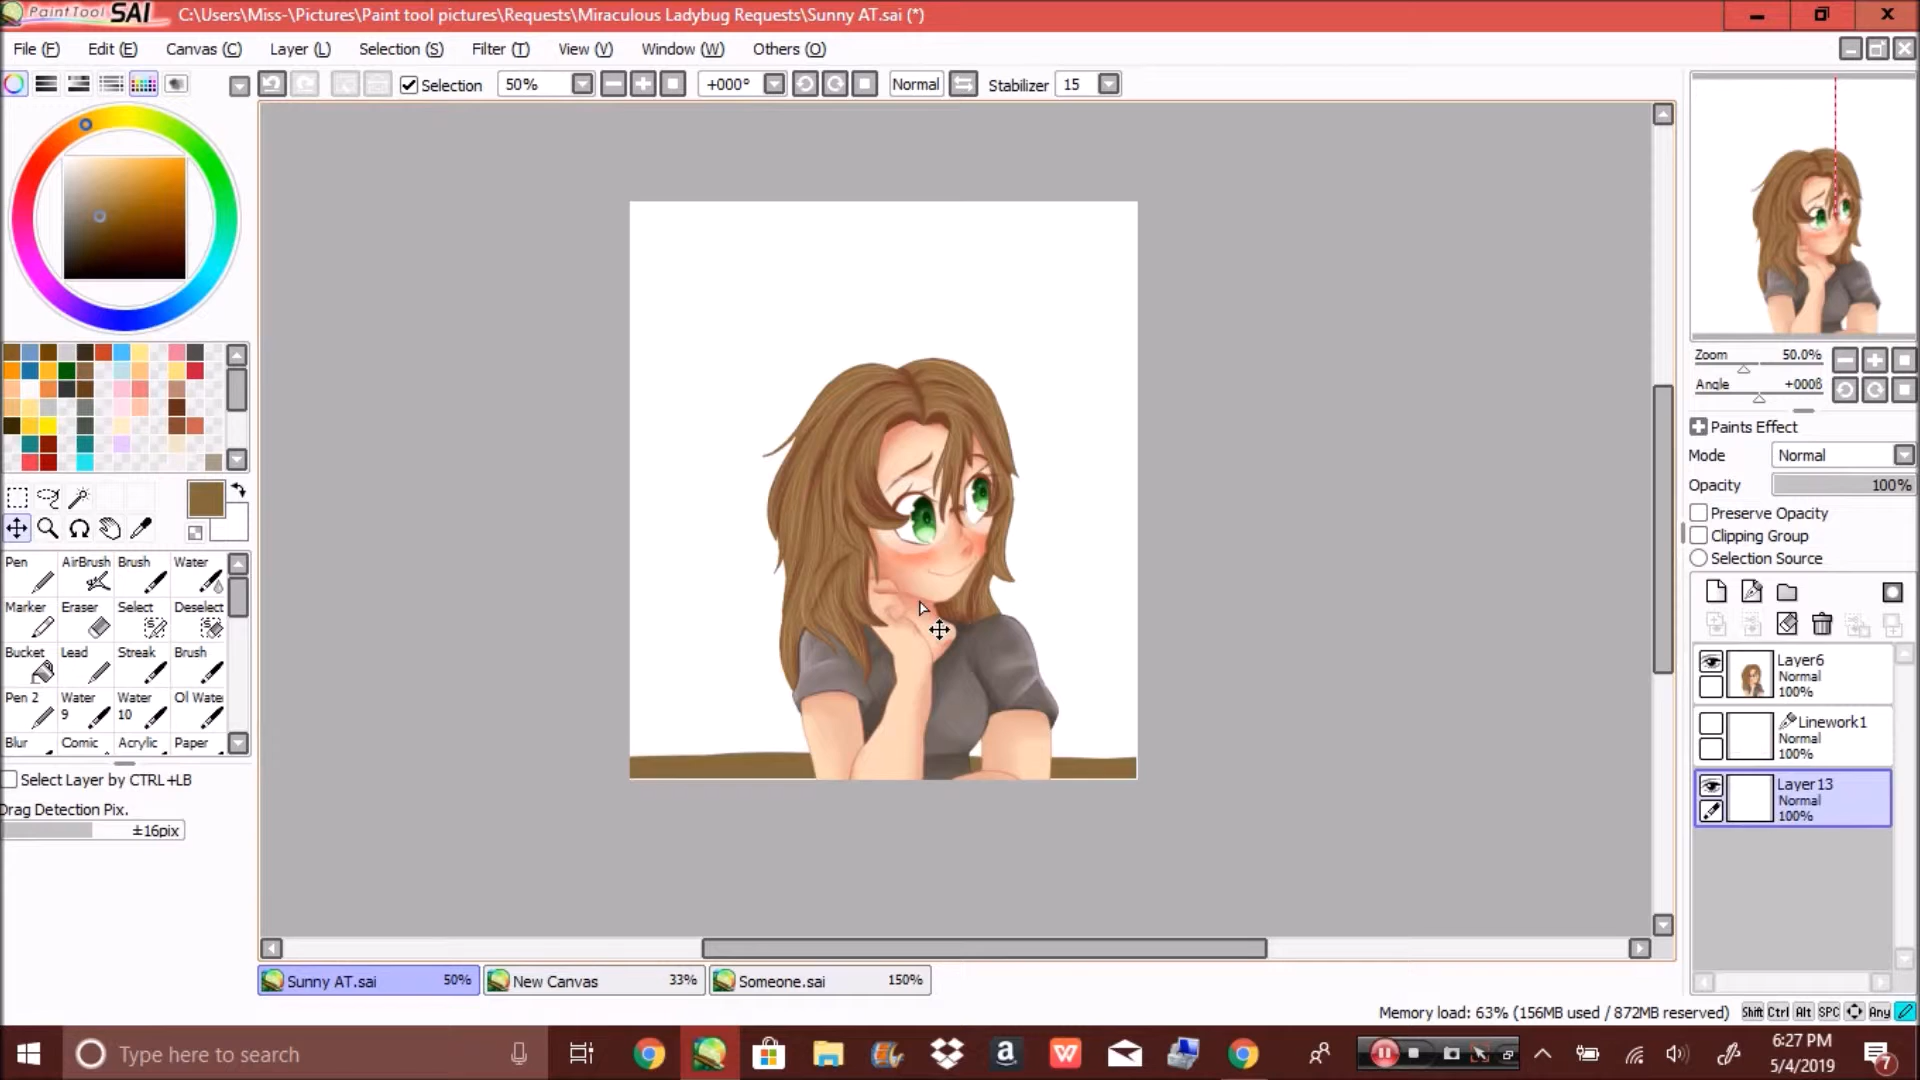 PaintTool SAI C:\Users\Miss-\Pictures\Paint tool pictures\Requests\Miraculous Ladybug Requests\Sunny AT.sai (*)
File (F) Edit (E) Canvas (C) Layer (L) Selection (S) Filter (T) View (V) Window (W) Others (O)
Selection 50% +000° Normal Stabilizer 15
Zoom 50.0%
Angle +000ß
Paints Effect
Mode Normal
Opacity 100%
Preserve Opacity
Clipping Group
Selection Source
Pen AirBrush Brush Water
Marker Eraser Select Deselect
Bucket Lead Streak Brush
Pen 2 Water 9 Water 10 Ol Wate
Blur Comic Acrylic Paper
Select Layer by CTRL+LB
Drag Detection Pix.
±16pix
Layer6
Normal
100%
Linework1
Normal
100%
Layer13
Normal
100%
Sunny AT.sai 50% New Canvas 33% Someone.sai 150%
Memory load: 63% (156MB used / 872MB reserved) Shift Ctrl Alt SPC Any
Type here to search
6:27 PM
5/4/2019
7